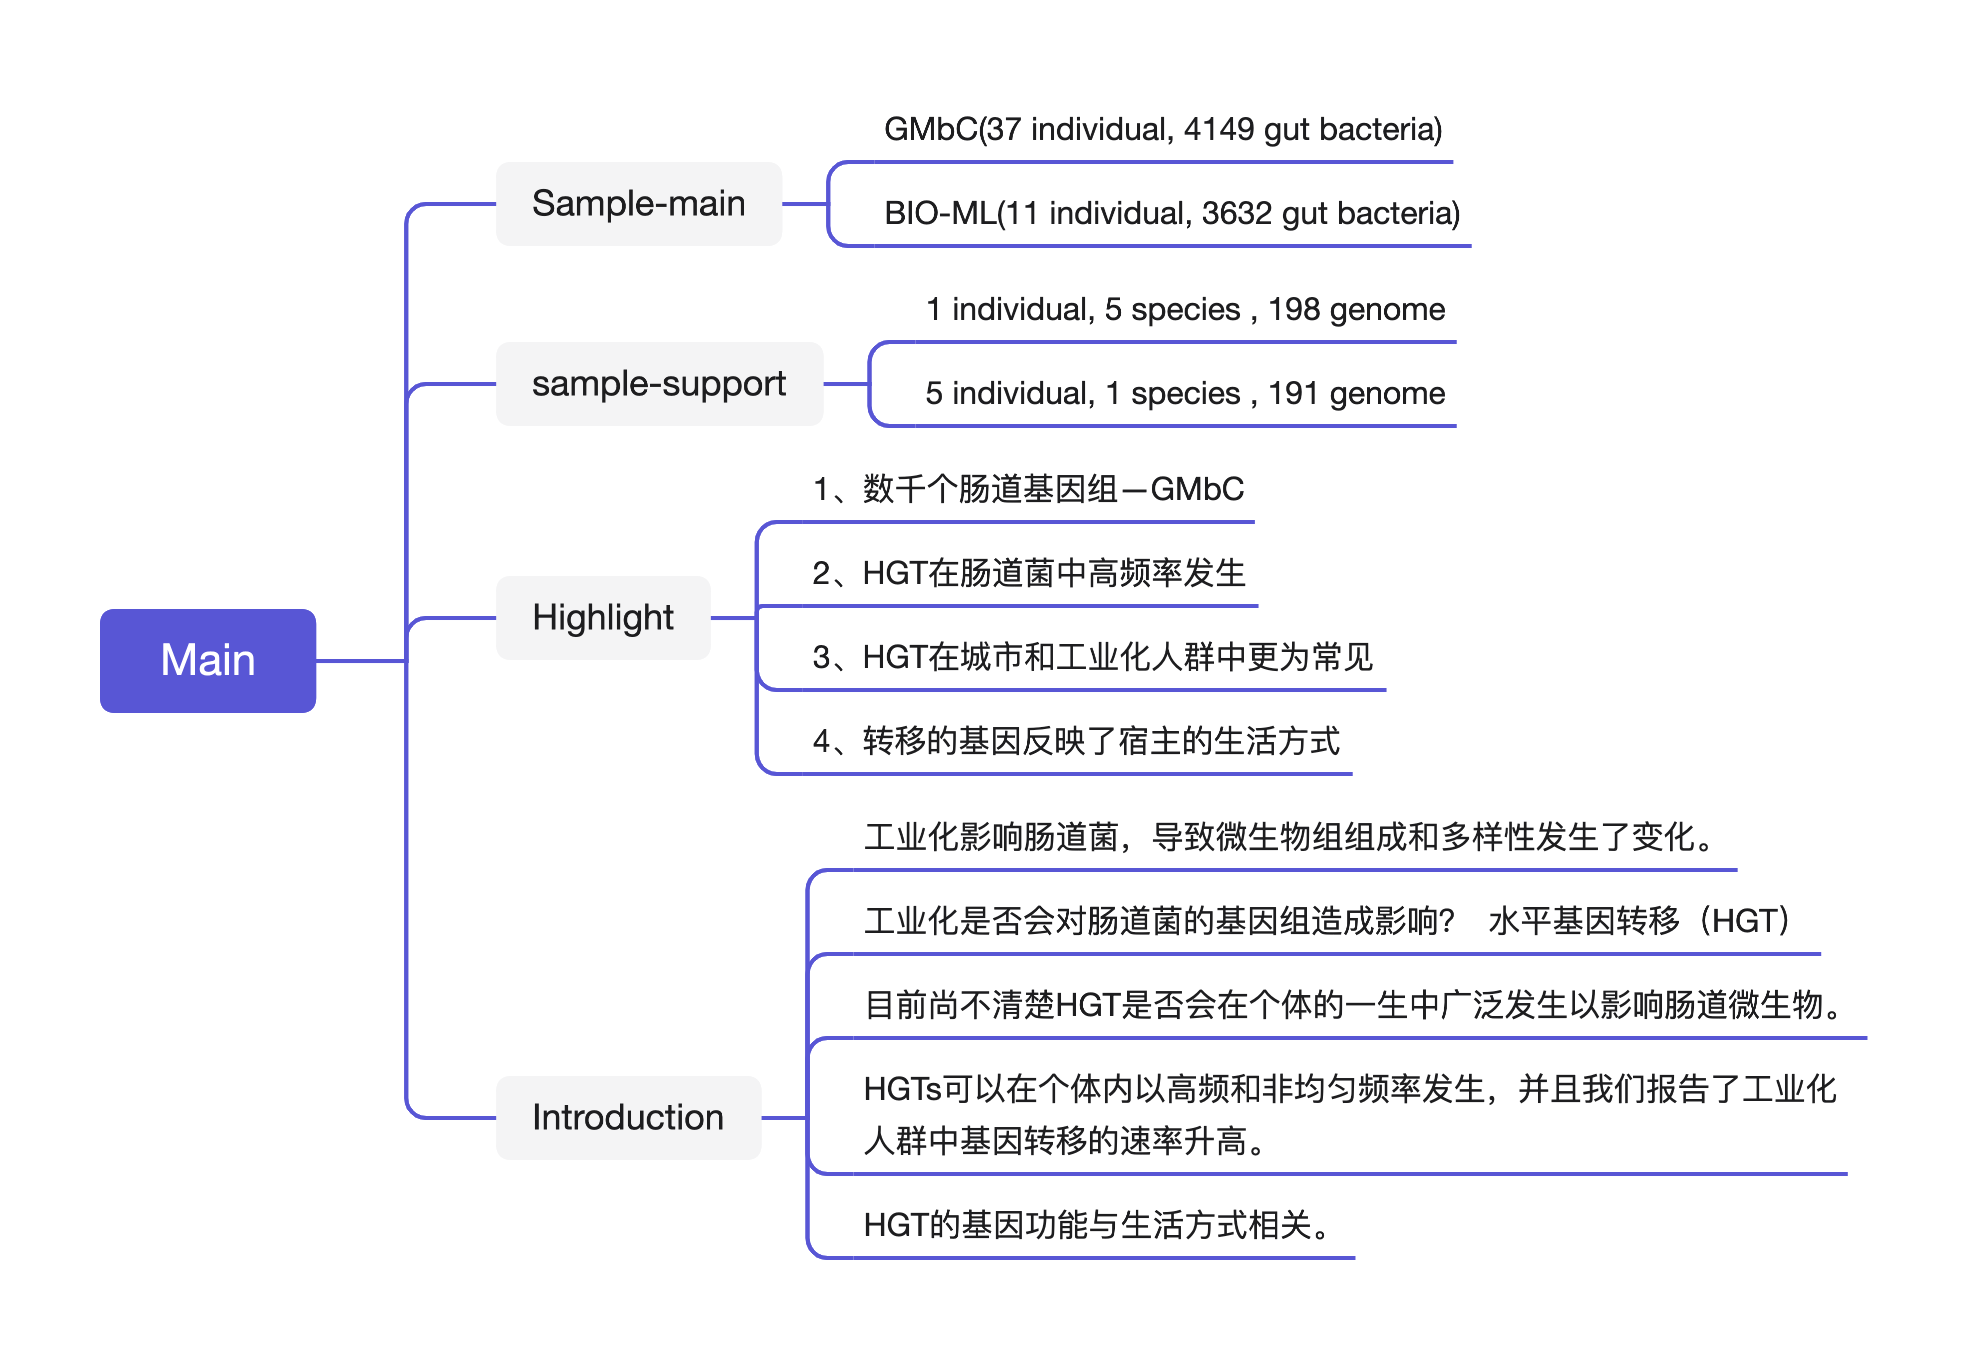 Main
Sample-main
GMbC(37 individual, 4149 gut bacteria)
BIO-ML(11 individual, 3632 gut bacteria)
sample-support
1 individual, 5 species , 198 genome
5 individual, 1 species , 191 genome
Highlight
1、数千个肠道基因组—GMbC
2、HGT在肠道菌中高频率发生
3、HGT在城市和工业化人群中更为常见
4、转移的基因反映了宿主的生活方式
Introduction
工业化影响肠道菌，导致微生物组组成和多样性发生了变化。
工业化是否会对肠道菌的基因组造成影响？ 水平基因转移（HGT）
目前尚不清楚HGT是否会在个体的一生中广泛发生以影响肠道微生物。
HGTs可以在个体内以高频和非均匀频率发生，并且我们报告了工业化
人群中基因转移的速率升高。
HGT的基因功能与生活方式相关。